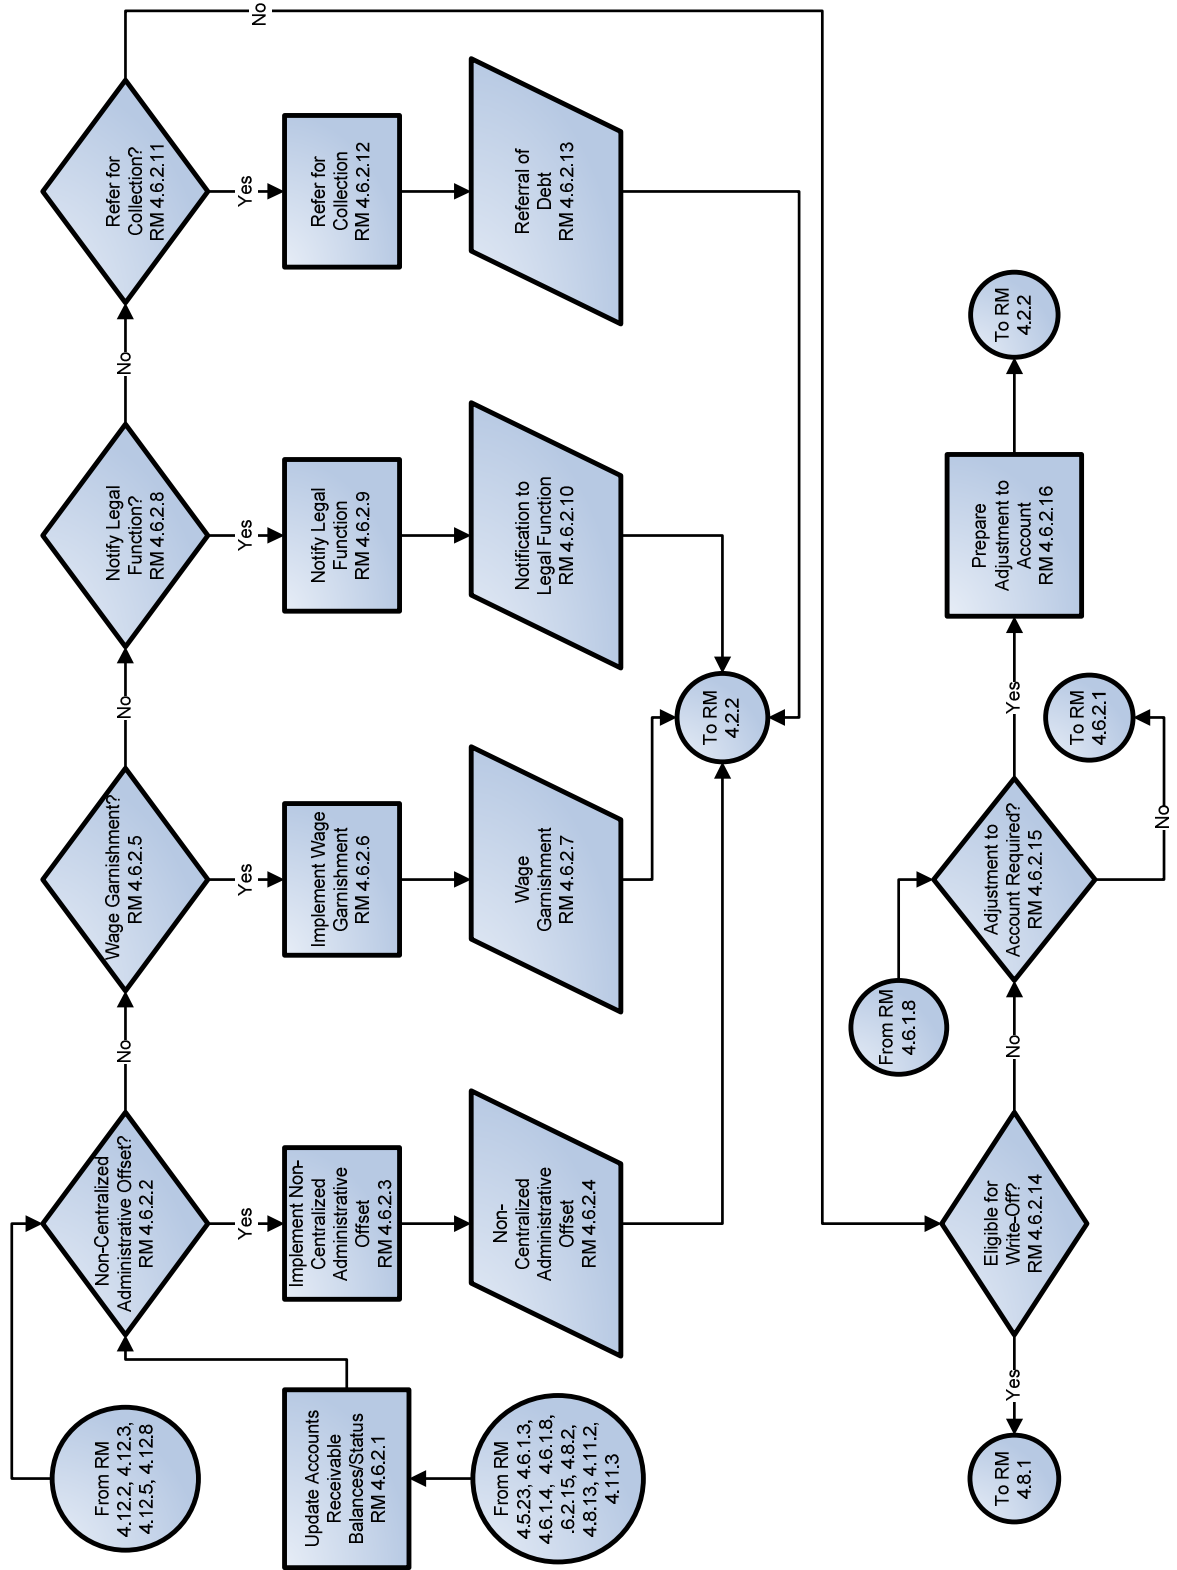 From RM
4.12.2, 4.12.3,
4.12.5, 4.12.8
Update Accounts
Receivable
Balances/Status
RM 4.6.2.1
From RM
4.5.23, 4.6.1.3,
4.6.1.4, 4.6.1.8,
.6.2.15, 4.8.2,
4.8.13, 4.11.2,
4.11.3
Non-Centralized
Administrative Offset?
RM 4.6.2.2
Yes
Implement Non-
Centralized
Administrative
Offset
RM 4.6.2.3
Non-
Centralized
Administrative
Offset
RM 4.6.2.4
No
Wage Garnishment?
RM 4.6.2.5
Yes
Implement Wage
Garnishment
RM 4.6.2.6
Wage
Garnishment
RM 4.6.2.7
No
Notify Legal
Function?
RM 4.6.2.8
Yes
Notify Legal
Function
RM 4.6.2.9
Notification to
Legal Function
RM 4.6.2.10
No
Refer for
Collection?
RM 4.6.2.11
Yes
Refer for
Collection
RM 4.6.2.12
Referral of
Debt
RM 4.6.2.13
No
To RM
4.2.2
To RM
4.8.1
Yes
Eligible for
Write-Off?
RM 4.6.2.14
No
From RM
4.6.1.8
Adjustment to
Account Required?
RM 4.6.2.15
No
To RM
4.6.2.1
Yes
Prepare
Adjustment to
Account
RM 4.6.2.16
To RM
4.2.2